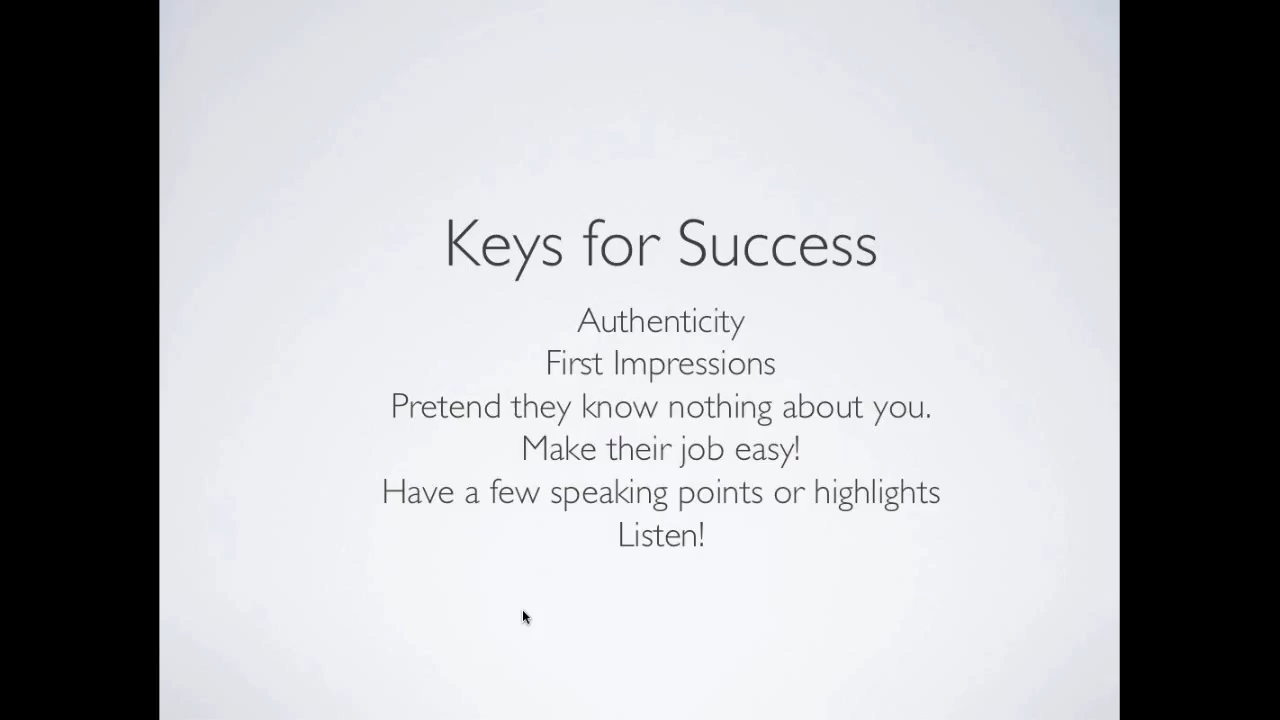 Keys for Success
Authenticity
First Impressions
Pretend they know nothing about you.
Make their job easy!
Have a few speaking points or highlights
Listen!